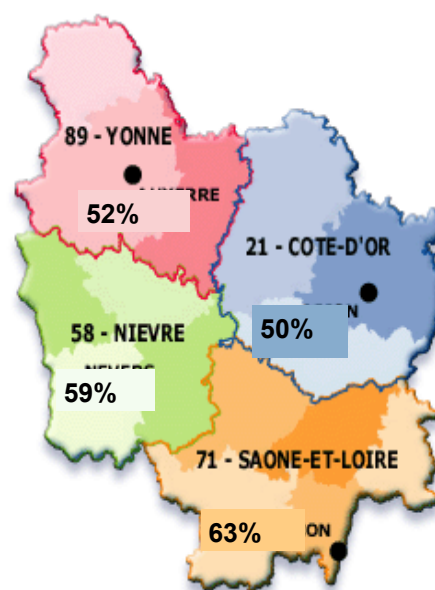 89 - YONNE
52%
21 - COTE-D'OR
50%
58 - NIEVRE
59%
71 - SAONE-ET-LOIRE
63%